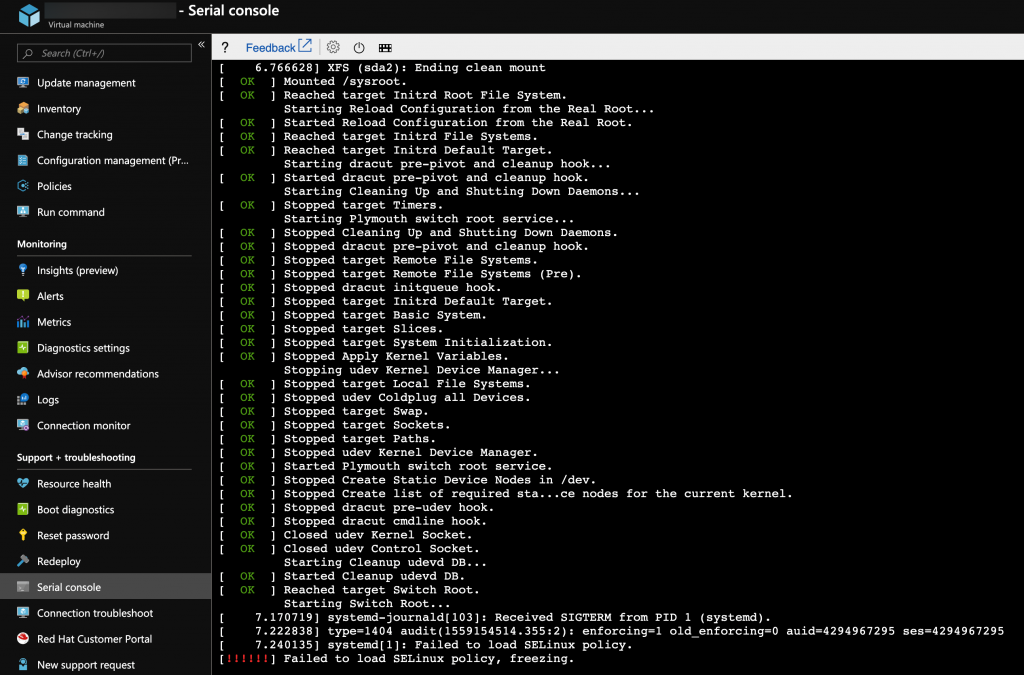 - Serial console
Virtual machine
Search (Ctrl+/)
«
Update management
Inventory
Change tracking
Configuration management (Pr...
Policies
Run command
Monitoring
Insights (preview)
Alerts
Metrics
Diagnostics settings
Advisor recommendations
Logs
Connection monitor
Support + troubleshooting
Resource health
Boot diagnostics
Reset password
Redeploy
Serial console
Connection troubleshoot
Red Hat Customer Portal
New support request
? Feedback
[    6.766628] XFS (sda2): Ending clean mount
[  OK  ] Mounted /sysroot.
[  OK  ] Reached target Initrd Root File System.
Starting Reload Configuration from the Real Root...
[  OK  ] Started Reload Configuration from the Real Root.
[  OK  ] Reached target Initrd File Systems.
[  OK  ] Reached target Initrd Default Target.
Starting dracut pre-pivot and cleanup hook...
[  OK  ] Started dracut pre-pivot and cleanup hook.
Starting Cleaning Up and Shutting Down Daemons...
[  OK  ] Stopped target Timers.
Starting Plymouth switch root service...
[  OK  ] Stopped Cleaning Up and Shutting Down Daemons.
[  OK  ] Stopped dracut pre-pivot and cleanup hook.
[  OK  ] Stopped target Remote File Systems.
[  OK  ] Stopped target Remote File Systems (Pre).
[  OK  ] Stopped dracut initqueue hook.
[  OK  ] Stopped target Initrd Default Target.
[  OK  ] Stopped target Basic System.
[  OK  ] Stopped target Slices.
[  OK  ] Stopped target System Initialization.
[  OK  ] Stopped Apply Kernel Variables.
Stopping udev Kernel Device Manager...
[  OK  ] Stopped target Local File Systems.
[  OK  ] Stopped udev Coldplug all Devices.
[  OK  ] Stopped target Swap.
[  OK  ] Stopped target Sockets.
[  OK  ] Stopped target Paths.
[  OK  ] Stopped udev Kernel Device Manager.
[  OK  ] Started Plymouth switch root service.
[  OK  ] Stopped Create Static Device Nodes in /dev.
[  OK  ] Stopped Create list of required sta...ce nodes for the current kernel.
[  OK  ] Stopped dracut pre-udev hook.
[  OK  ] Stopped dracut cmdline hook.
[  OK  ] Closed udev Kernel Socket.
[  OK  ] Closed udev Control Socket.
Starting Cleanup udevd DB...
[  OK  ] Started Cleanup udevd DB.
[  OK  ] Reached target Switch Root.
Starting Switch Root...
[    7.170719] systemd-journald[103]: Received SIGTERM from PID 1 (systemd).
[    7.222838] type=1404 audit(1559154514.355:2): enforcing=1 old_enforcing=0 auid=4294967295 ses=4294967295
[    7.240135] systemd[1]: Failed to load SELinux policy.
[!!!!!!] Failed to load SELinux policy, freezing.